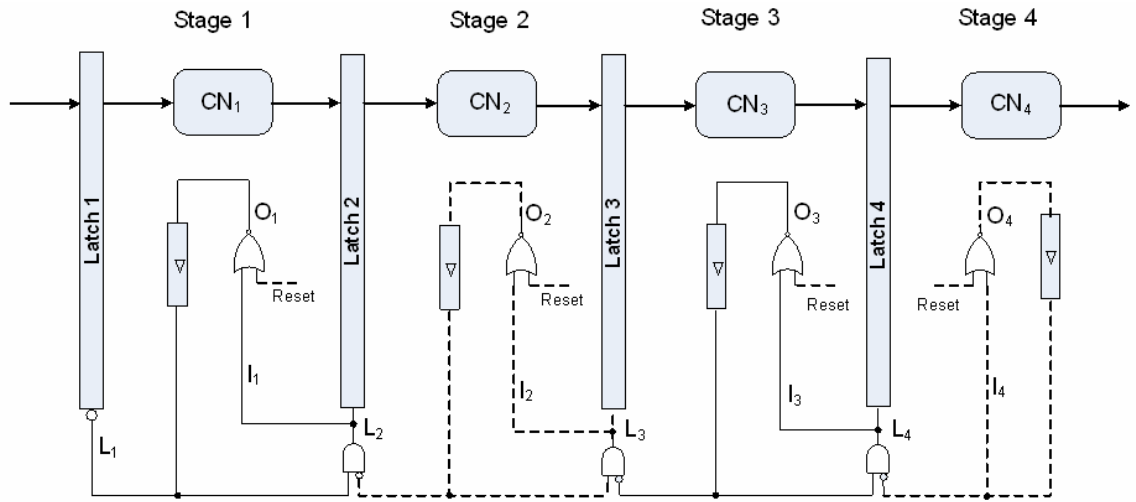 Stage 1
Stage 2
Stage 3
Stage 4
CN₁
CN₂
CN₃
CN₄
Latch 1
Latch 2
Latch 3
Latch 4
O₁
O₂
O₃
O₄
Reset
Reset
Reset
Reset
I₁
I₂
I₃
I₄
L₁
L₂
L₃
L₄